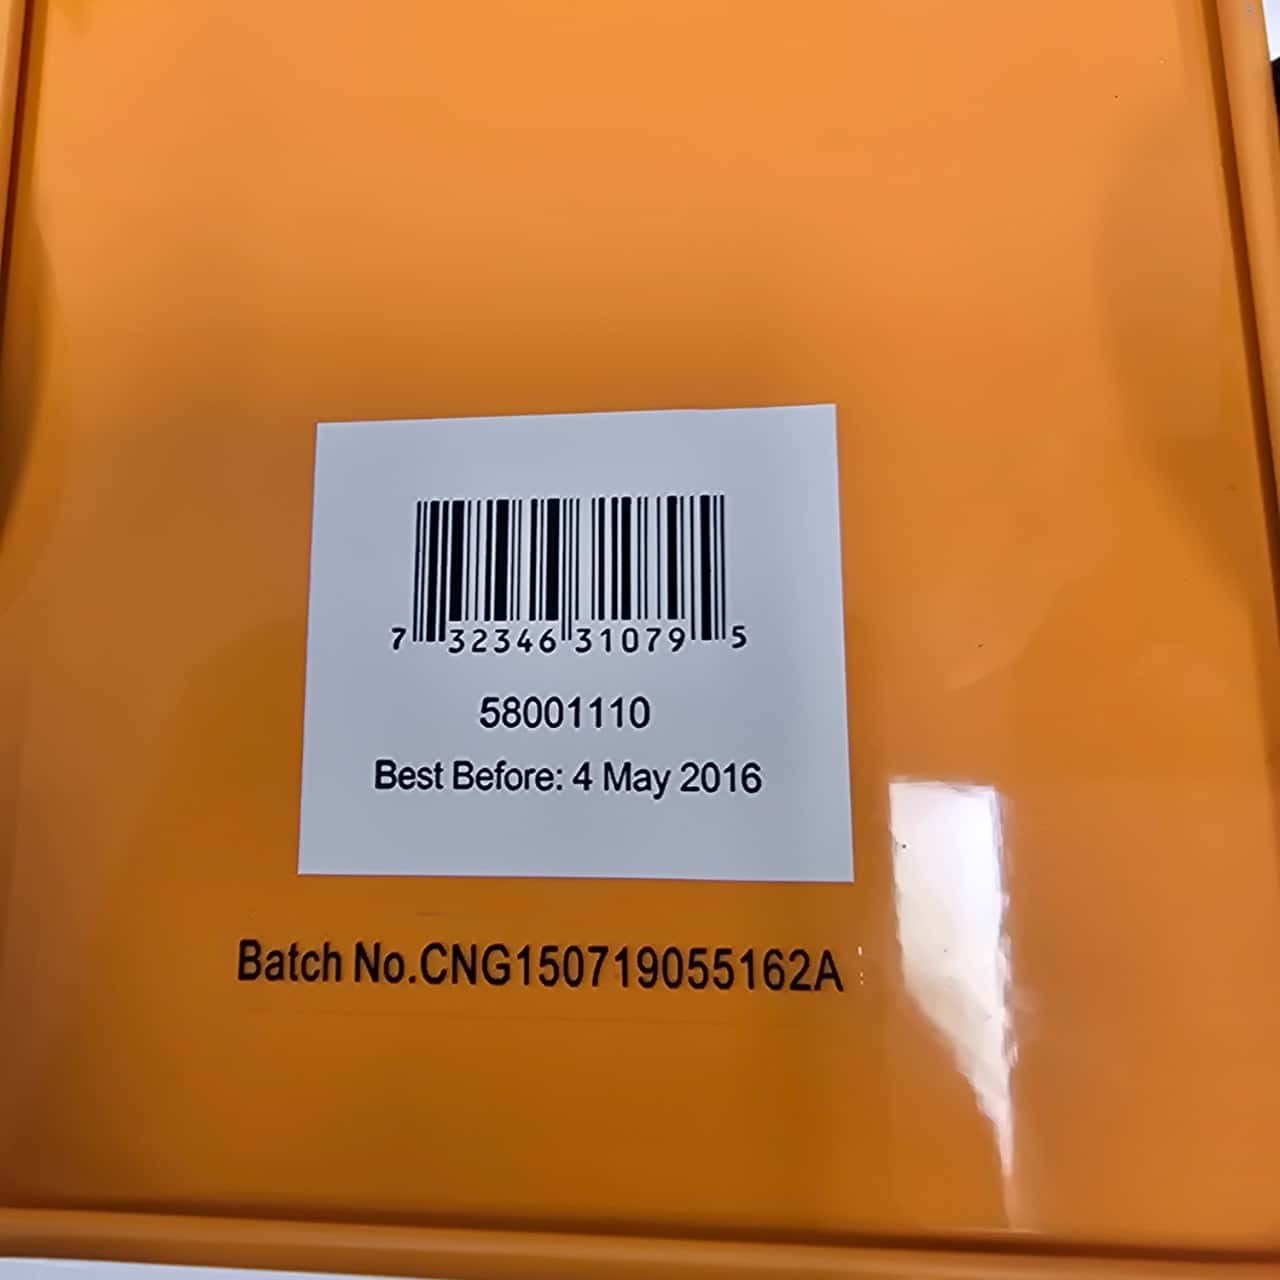 7 32346 31079 5
58001110
Best Before: 4 May 2016
Batch No.CNG150719055162A